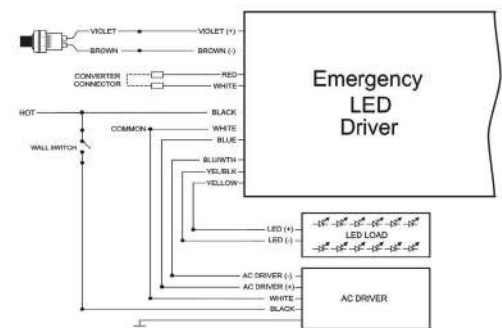 VIOLET
VIOLET (+)
BROWN
BROWN (-)
CONVERTER
CONNECTOR
RED
WHITE
Emergency
LED
Driver
HOT
BLACK
COMMON
WHITE
BLUE
WALL SWITCH
BLU/WTH
YEL/BLK
YELLOW
LED (+)
LED (-)
LED LOAD
AC DRIVER (-)
AC DRIVER (+)
WHITE
BLACK
AC DRIVER